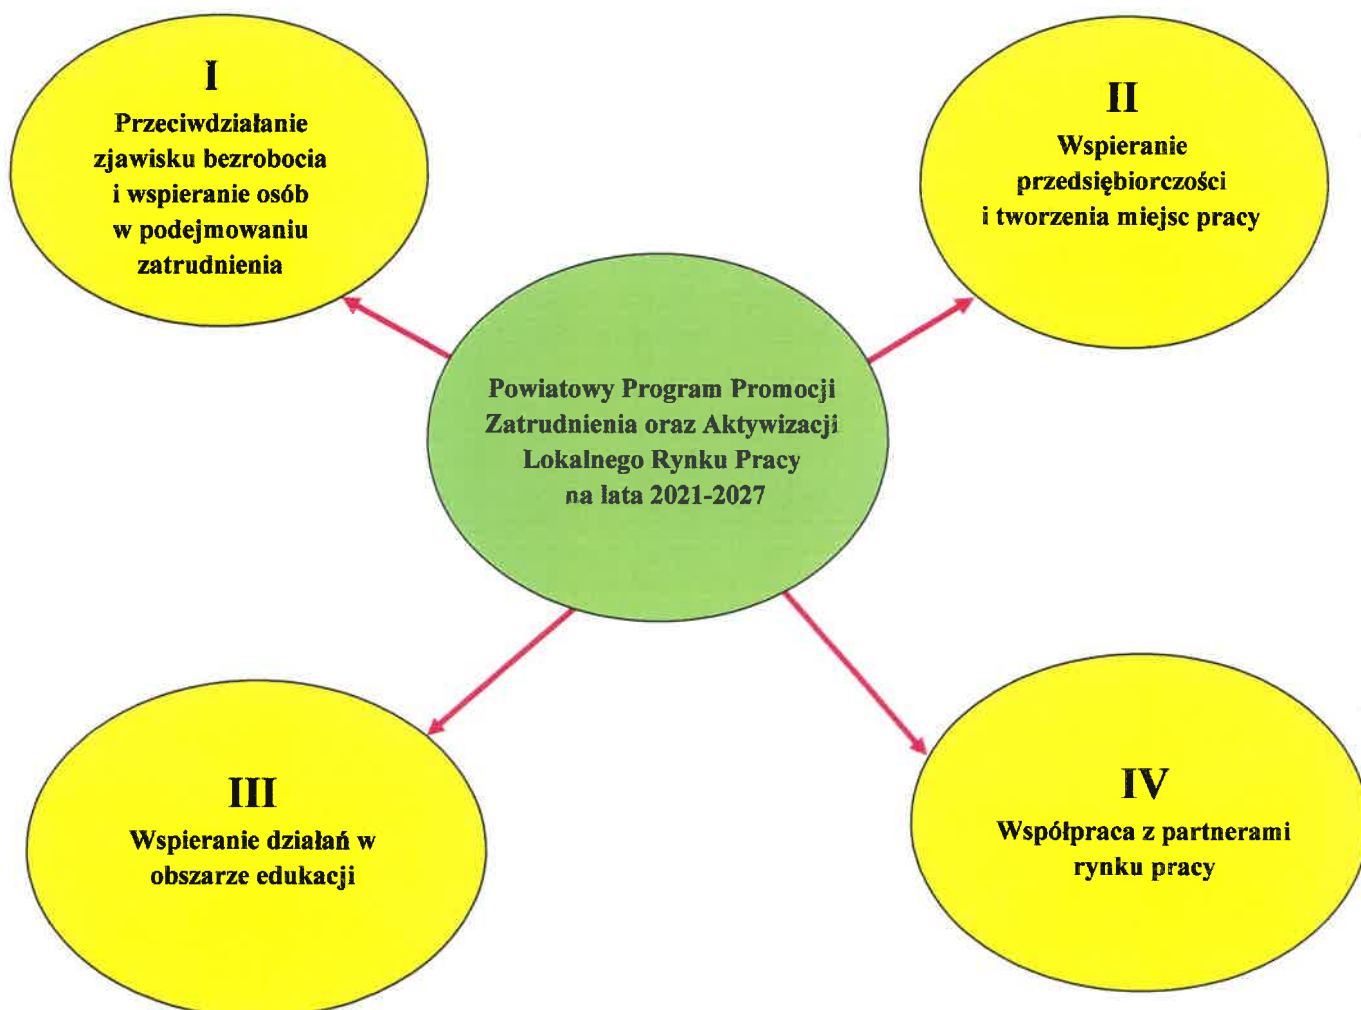 I
Przeciwdziałanie
zjawisku bezrobocia
i wspieranie osób
w podejmowaniu
zatrudnienia
II
Wspieranie
przedsiębiorczości
i tworzenia miejsc pracy
Powiatowy Program Promocji
Zatrudnienia oraz Aktywizacji
Lokalnego Rynku Pracy
na lata 2021-2027
III
Wspieranie działań w
obszarze edukacji
IV
Współpraca z partnerami
rynku pracy